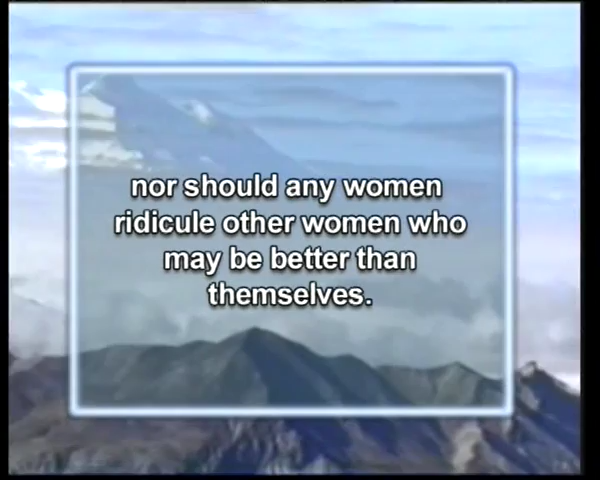 nor should any women
ridicule other women who
may be better than
themselves.